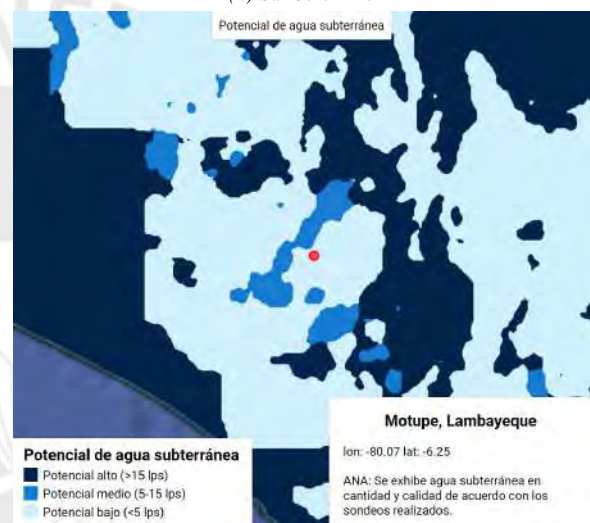 Potencial de agua subterránea
Motupe, Lambayeque
lon: -80.07 lat: -6.25
ANA: Se exhibe agua subterránea en
cantidad y calidad de acuerdo con los
sondeos realizados.
Potencial de agua subterránea
Potencial alto (>15 lps)
Potencial medio (5-15 lps)
Potencial bajo (<5 lps)